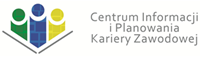 Centrum Informacji
i Planowania
Kariery Zawodowej